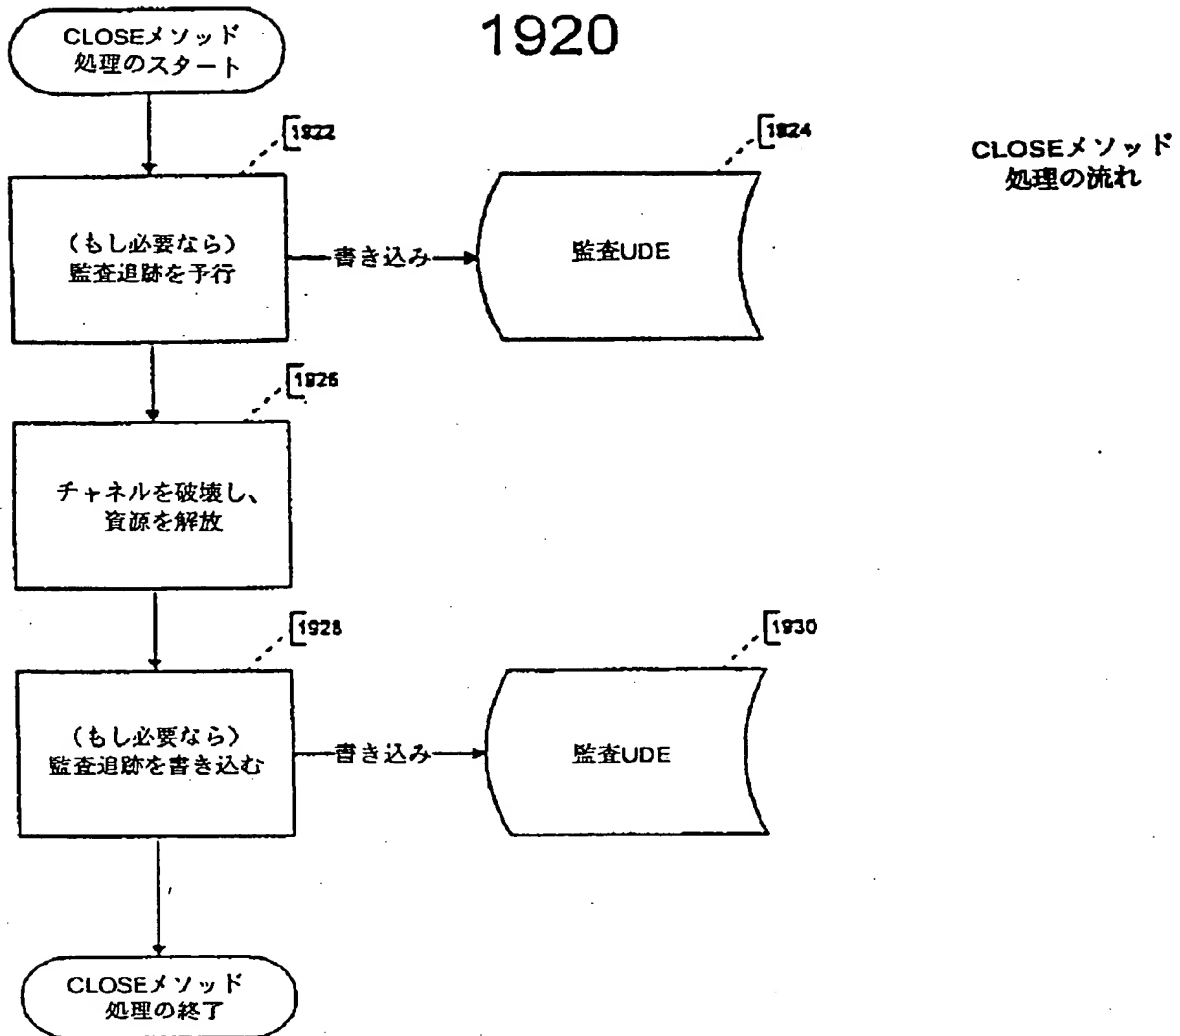 1920
CLOSEメソッド
処理のスタート
CLOSEメソッド
処理の流れ
1922
1924
(もし必要なら)
監査追跡を予行
書き込み
監査UDE
1926
チャネルを破壊し、
資源を解放
1928
1930
(もし必要なら)
監査追跡を書き込む
書き込み
監査UDE
CLOSEメソッド
処理の終了